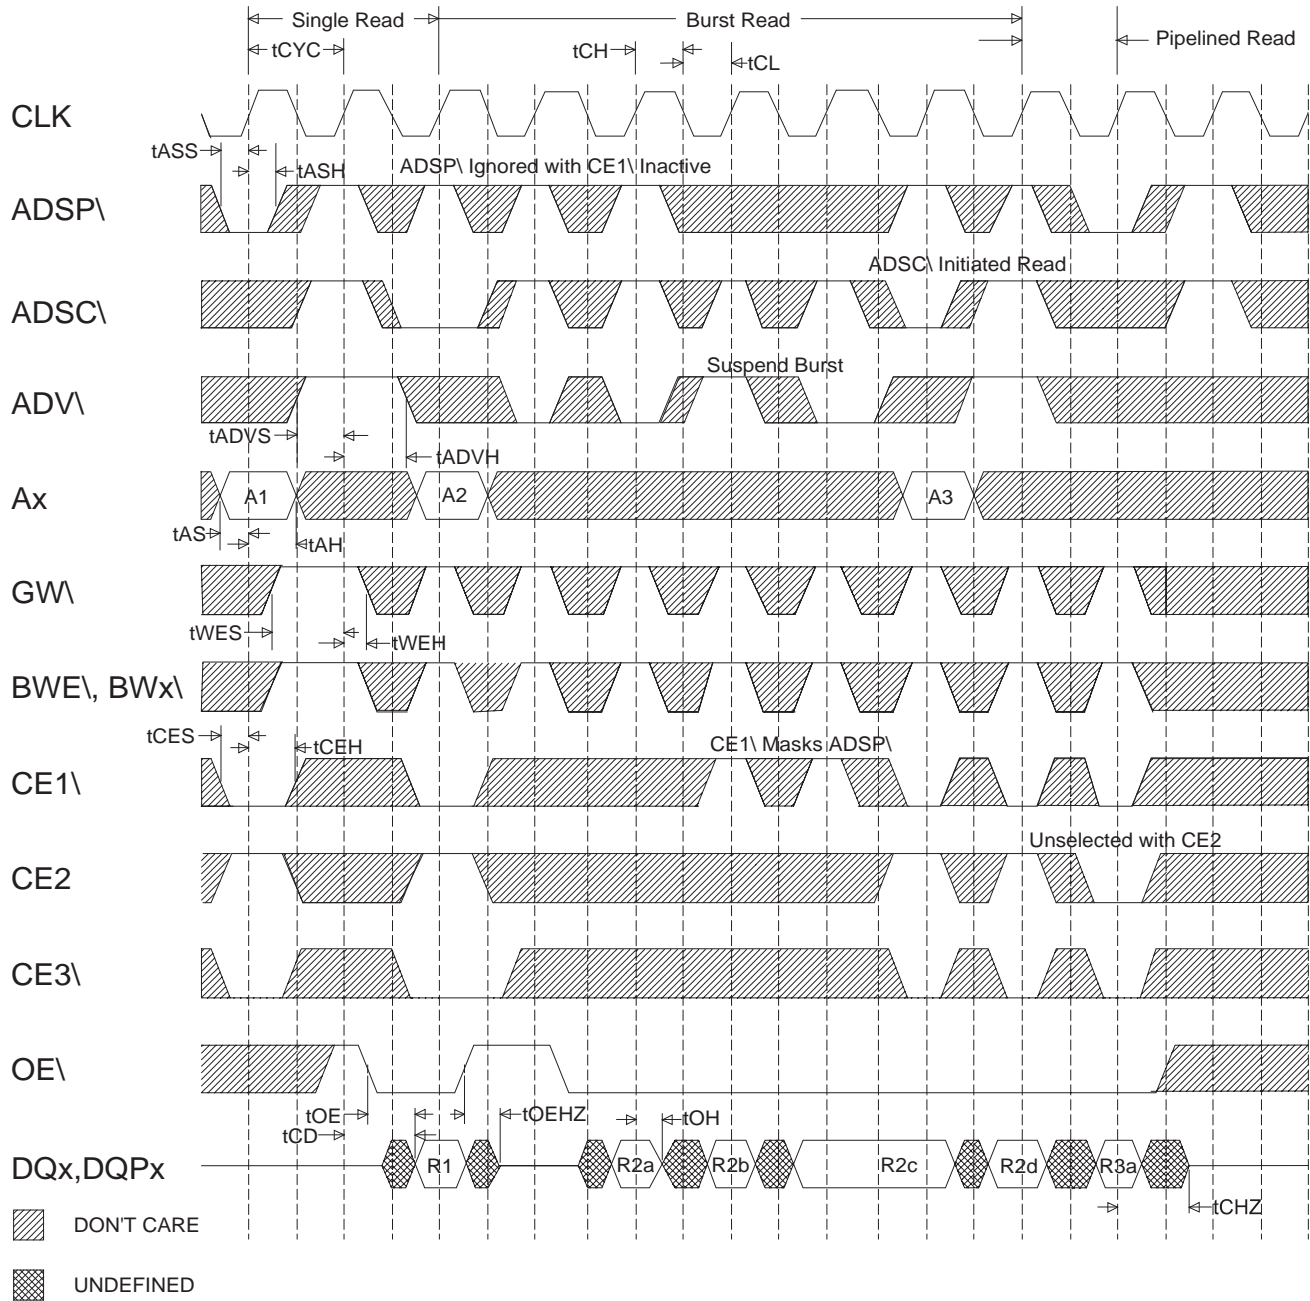 Single Read
Burst Read
Pipelined Read
tCYC
tCH
tCL
CLK
tASS
tASH
ADSP\ Ignored with CE1\ Inactive
ADSP\
ADSC\ Initiated Read
ADSC\
Suspend Burst
ADV\
tADVS
tADVH
Ax
A1
A2
A3
tAS
tAH
GW\
tWES
tWEH
BWE\, BWx\
tCES
tCEH
CE1\ Masks ADSP\
CE1\
Unselected with CE2
CE2
CE3\
OE\
tOE
tOEHZ
tOH
tCD
DQx,DQPx
R1
R2a
R2b
R2c
R2d
R3a
tCHZ
DON'T CARE
UNDEFINED